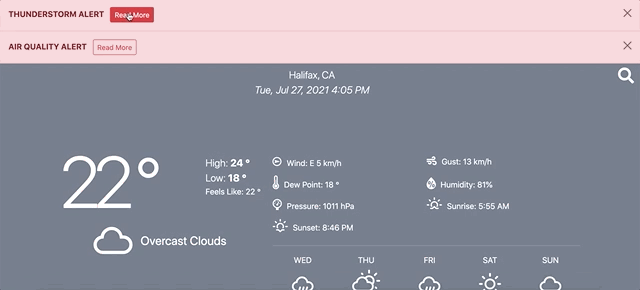 THUNDERSTORM ALERT Read More
AIR QUALITY ALERT Read More
Halifax, CA
Tue, Jul 27, 2021 4:05 PM
22°
High: 24 °
Low: 18 °
Feels Like: 22 °
Overcast Clouds
Wind: E 5 km/h
Gust: 13 km/h
Dew Point: 18 °
Humidity: 81%
Pressure: 1011 hPa
Sunrise: 5:55 AM
Sunset: 8:46 PM
WED THU FRI SAT SUN